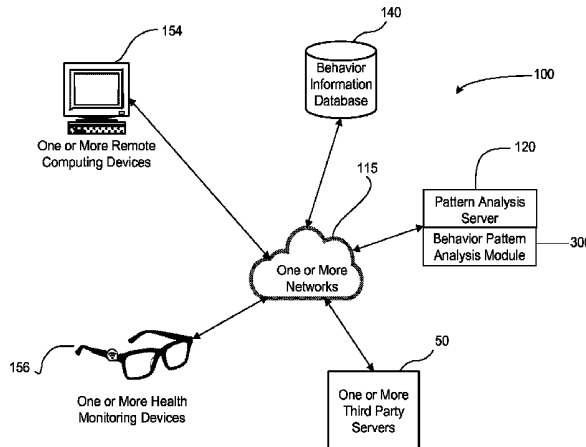 154
140
Behavior
Information
Database
100
One or More Remote
Computing Devices
115
120
Pattern Analysis
Server
Behavior Pattern
Analysis Module
300
One or More
Networks
156
One or More Health
Monitoring Devices
50
One or More
Third Party
Servers